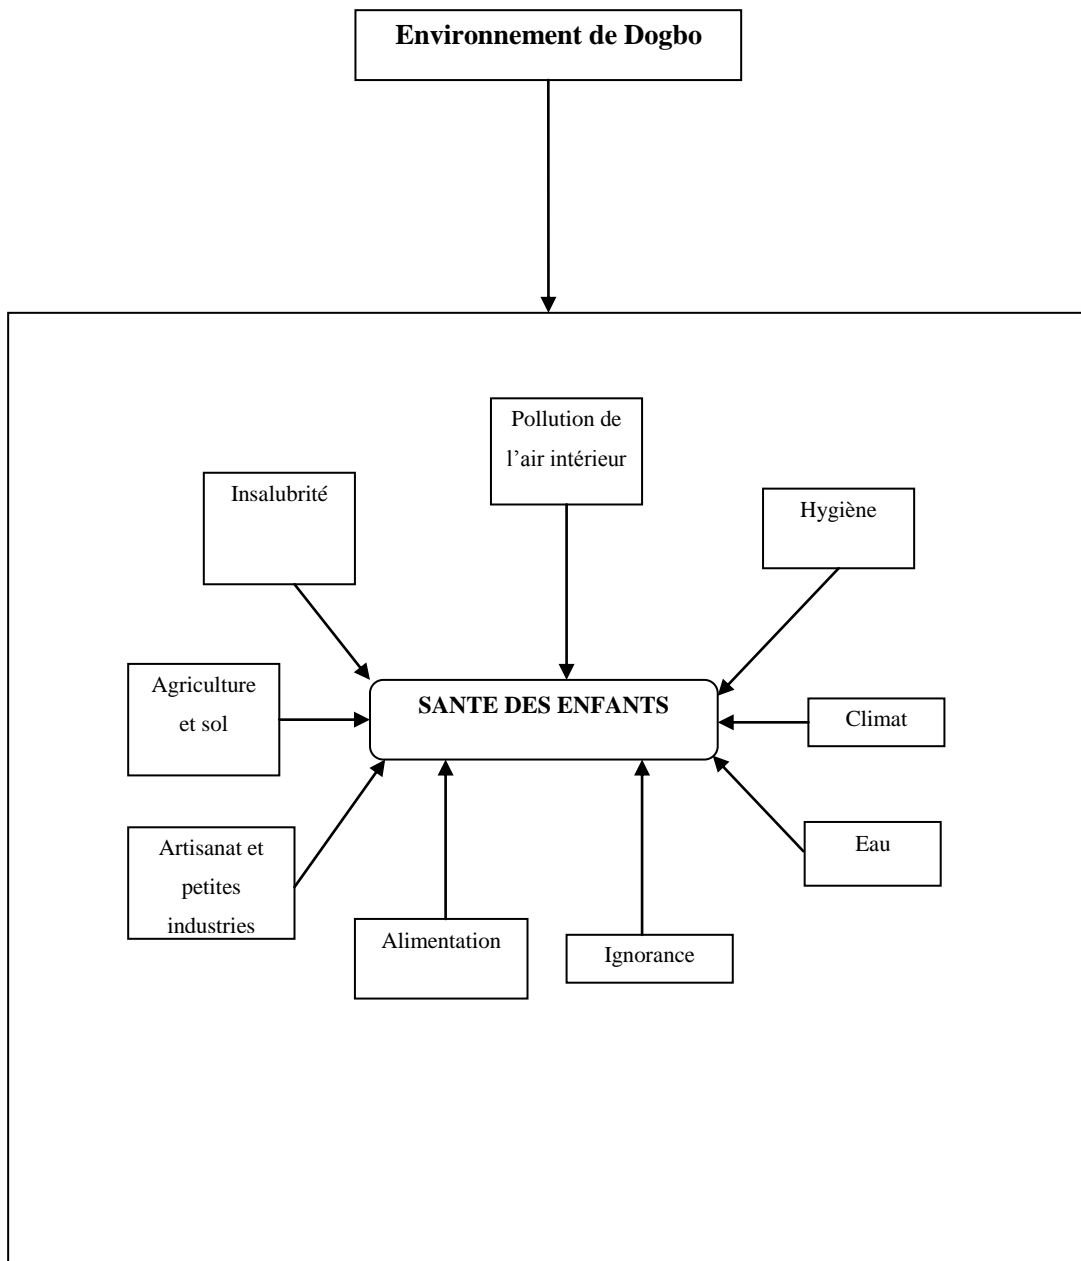 Environnement de Dogbo
Pollution de
l’air intérieur
Insalubrité
Hygiène
Agriculture
et sol
SANTE DES ENFANTS
Climat
Artisanat et
petites
industries
Eau
Alimentation
Ignorance